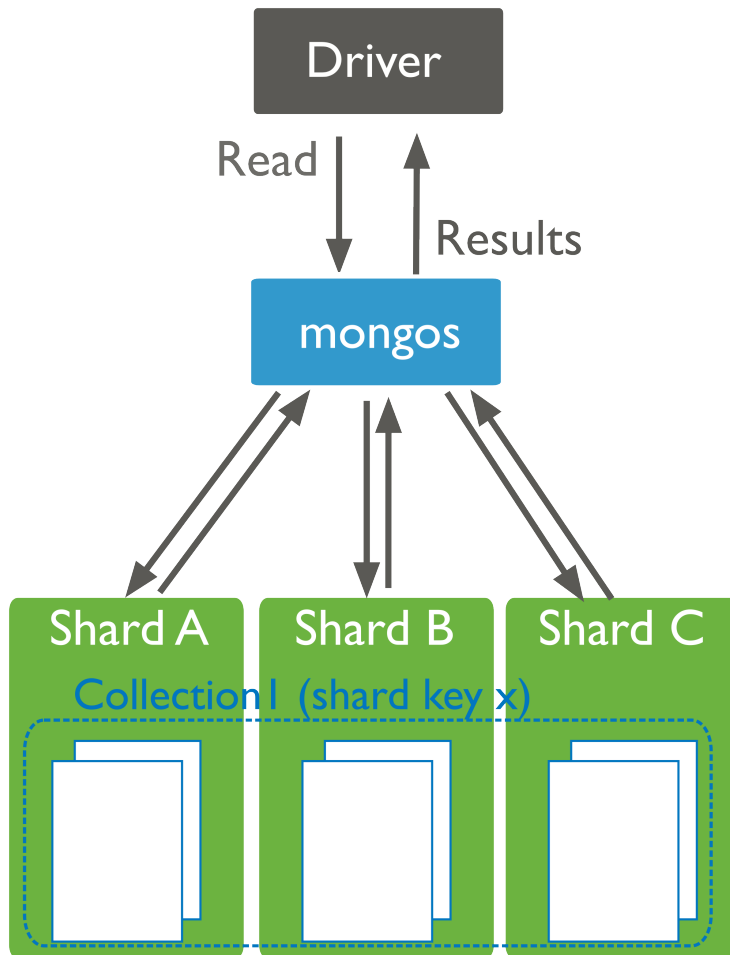 Driver
Read
Results
mongos
Shard A
Shard B
Shard C
Collection1 (shard key x)